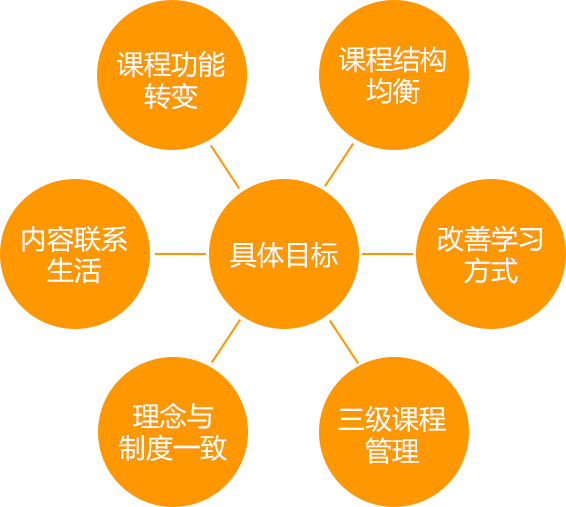 课程功能
转变
课程结构
均衡
内容联系
生活
具体目标
改善学习
方式
理念与
制度一致
三级课程
管理